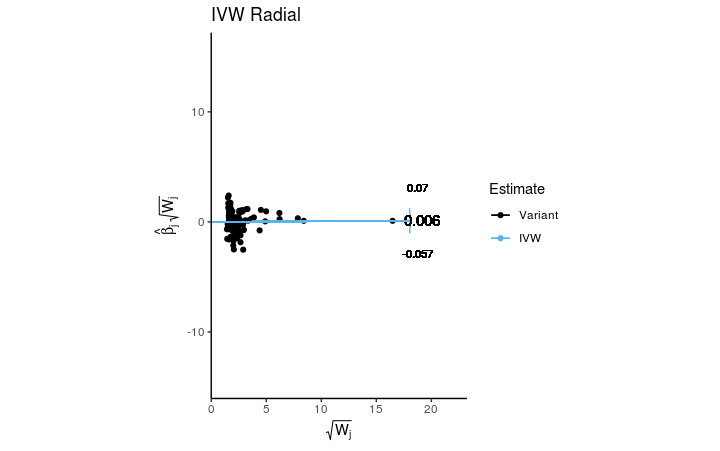 IVW Radial
10
0
-10
β̂ⱼ√Wⱼ
0.07
0.006
-0.057
0 5 10 15 20
√Wⱼ
Estimate
Variant
IVW